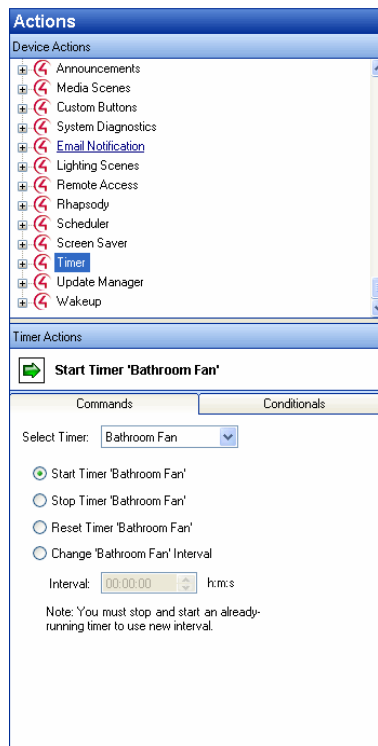 Actions
Device Actions
Announcements
Media Scenes
Custom Buttons
System Diagnostics
Email Notification
Lighting Scenes
Remote Access
Rhapsody
Scheduler
Screen Saver
Timer
Update Manager
Wakeup
Timer Actions
Start Timer 'Bathroom Fan'
Commands Conditionals
Select Timer: Bathroom Fan
Start Timer 'Bathroom Fan'
Stop Timer 'Bathroom Fan'
Reset Timer 'Bathroom Fan'
Change 'Bathroom Fan' Interval
Interval: 00:00:00 h:m:s
Note: You must stop and start an already-
running timer to use new interval.